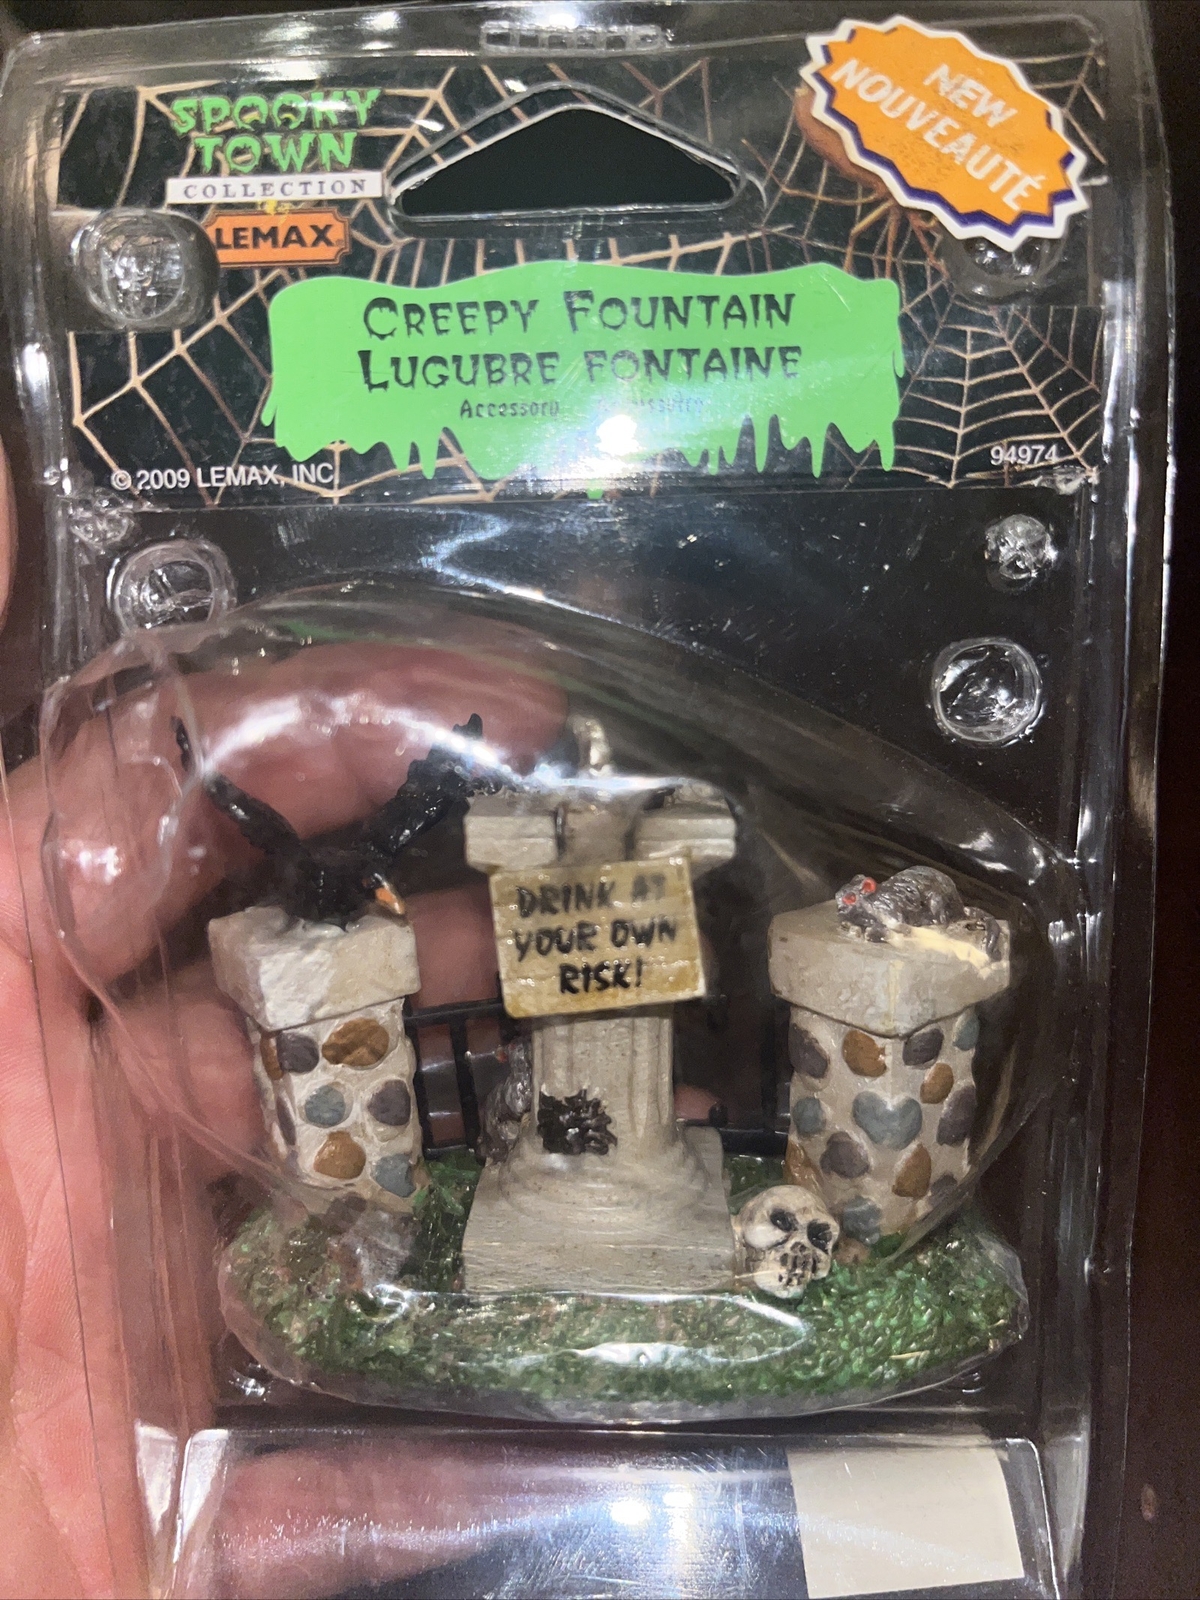 SPOOKY
TOWN
COLLECTION
LEMAX
NEW
NOUVEAUTÉ
CREEPY FOUNTAIN
LUGUBRE FONTAINE
Accessory
© 2009 LEMAX, INC.
94974
DRINK AT
YOUR OWN
RISK!